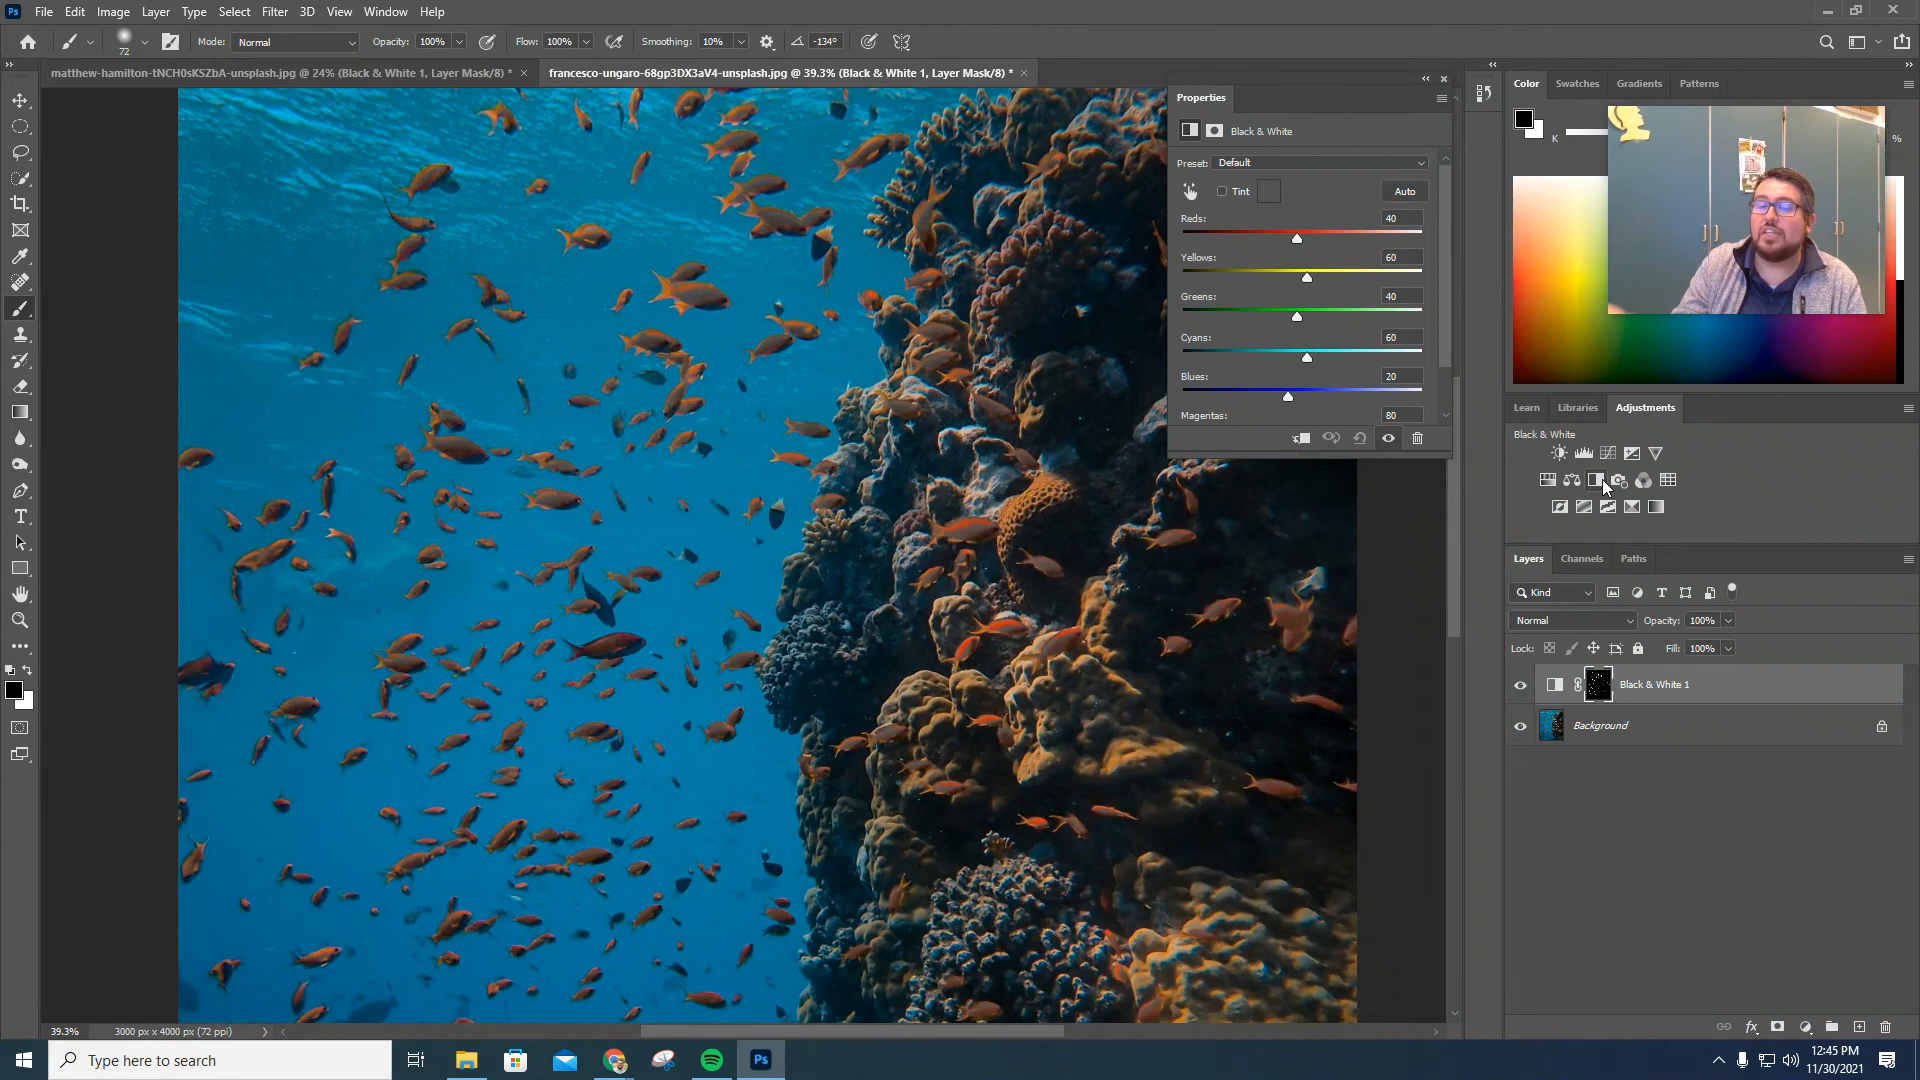 Ps File Edit Image Layer Type Select Filter 3D View Window Help
72 Mode: Normal Opacity: 100% Flow: 100% Smoothing: 10% -134°
matthew-hamilton-tNCH0sKSZbA-unsplash.jpg @ 24% (Black & White 1, Layer Mask/8) * francesco-ungaro-68gp3DX3aV4-unsplash.jpg @ 39.3% (Black & White 1, Layer Mask/8) *
Properties
Black & White
Preset: Default
Tint Auto
Reds: 40
Yellows: 60
Greens: 40
Cyans: 60
Blues: 20
Magentas: 80
Color Swatches Gradients Patterns
K %
Learn Libraries Adjustments
Black & White
Layers Channels Paths
Kind
Normal Opacity: 100%
Lock: Fill: 100%
Black & White 1
Background
fx
39.3% 3000 px x 4000 px (72 ppi)
Type here to search
Ps
12:45 PM
11/30/2021